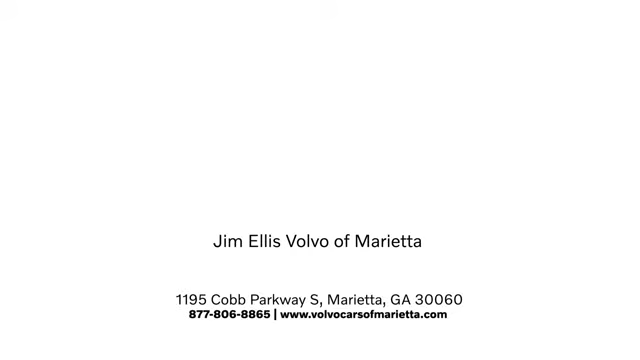 Jim Ellis Volvo of Marietta
1195 Cobb Parkway S, Marietta, GA 30060
877-806-8865 | www.volvocarsofmarietta.com